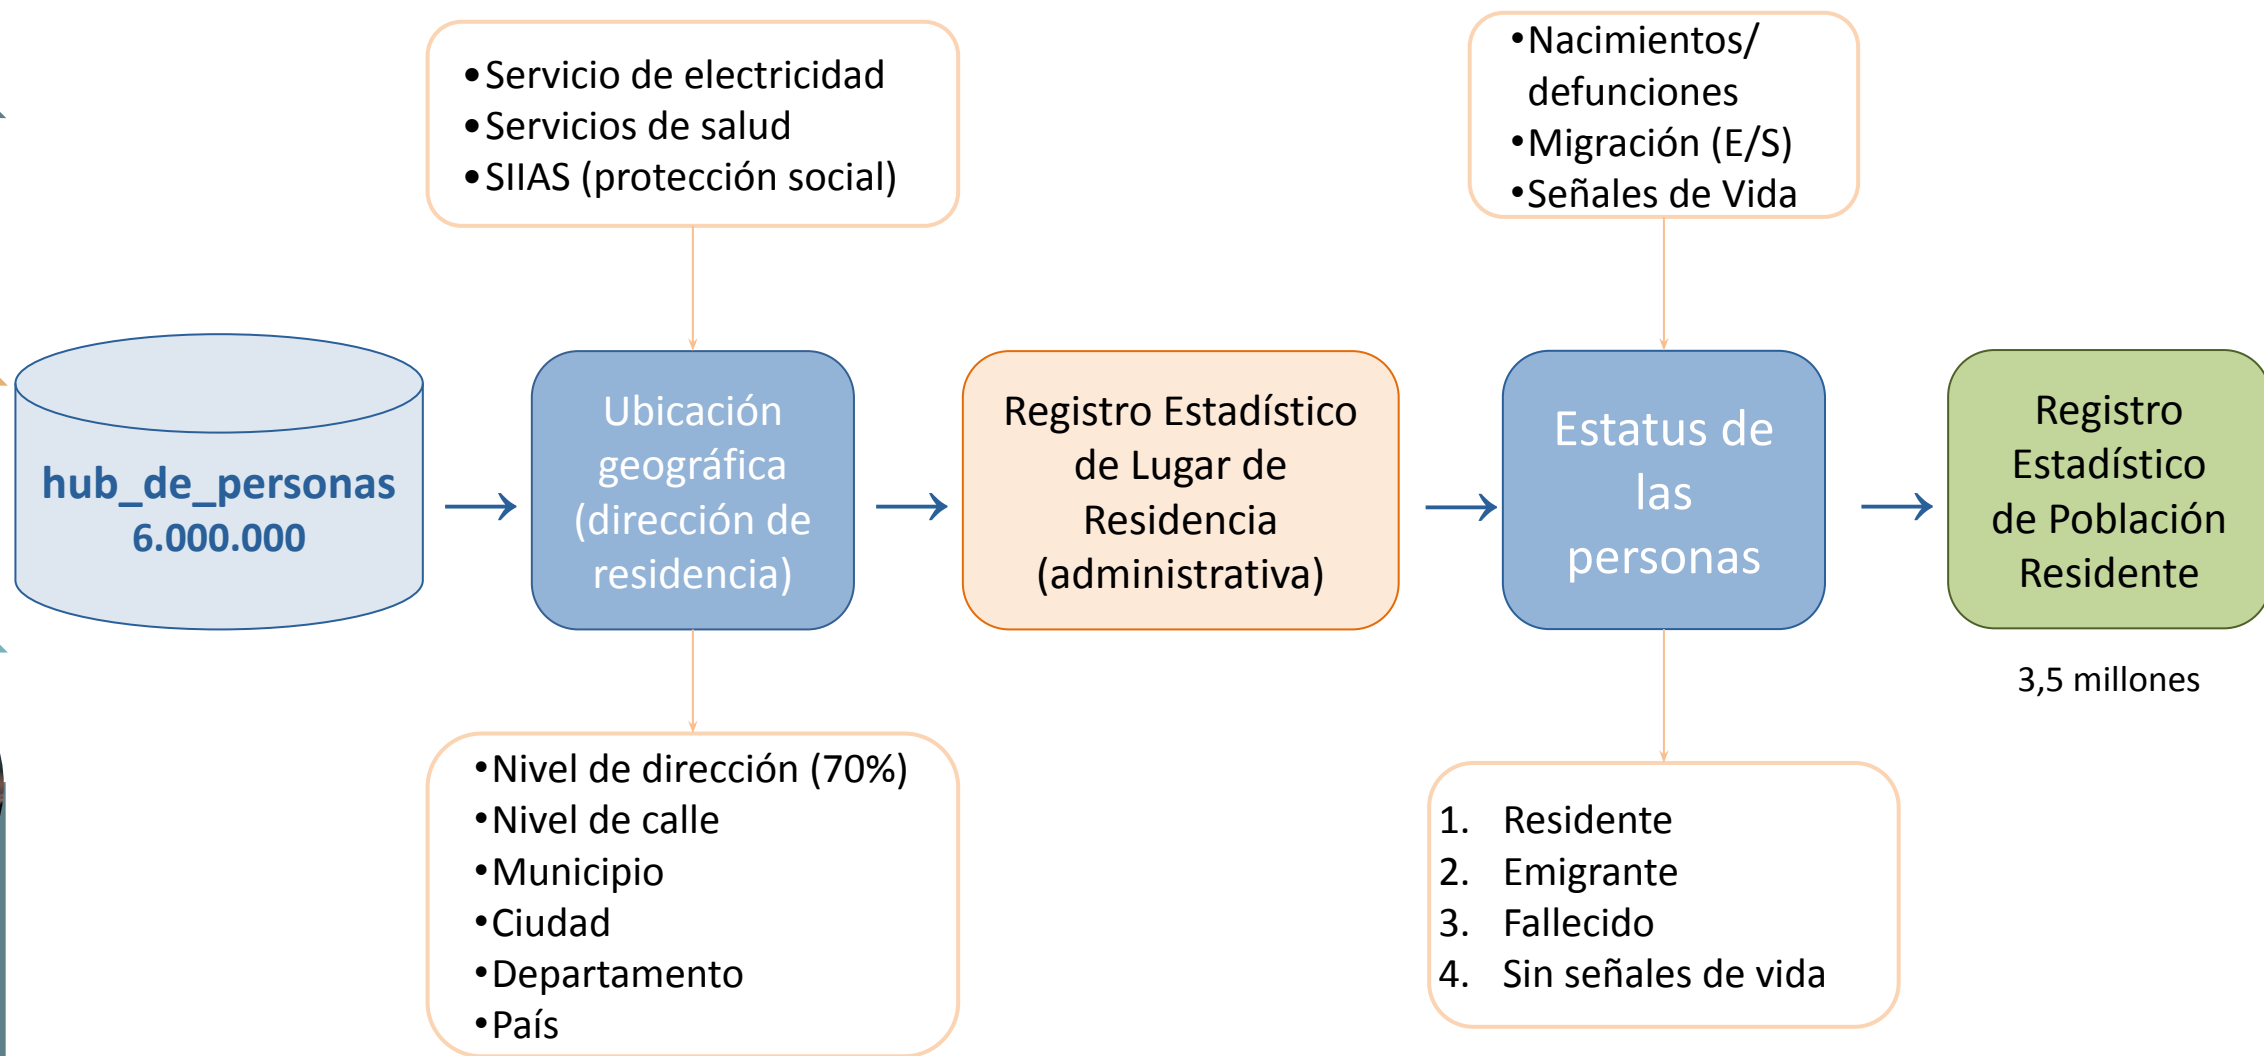 •Servicio de electricidad
•Servicios de salud
•SIIAS (protección social)
•Nacimientos/
defunciones
•Migración (E/S)
•Señales de Vida
hub_de_personas
6.000.000
Ubicación
geográfica
(dirección de
residencia)
Registro Estadístico
de Lugar de
Residencia
(administrativa)
Estatus de
las
personas
Registro
Estadístico
de Población
Residente
3,5 millones
•Nivel de dirección (70%)
•Nivel de calle
•Municipio
•Ciudad
•Departamento
•País
1. Residente
2. Emigrante
3. Fallecido
4. Sin señales de vida